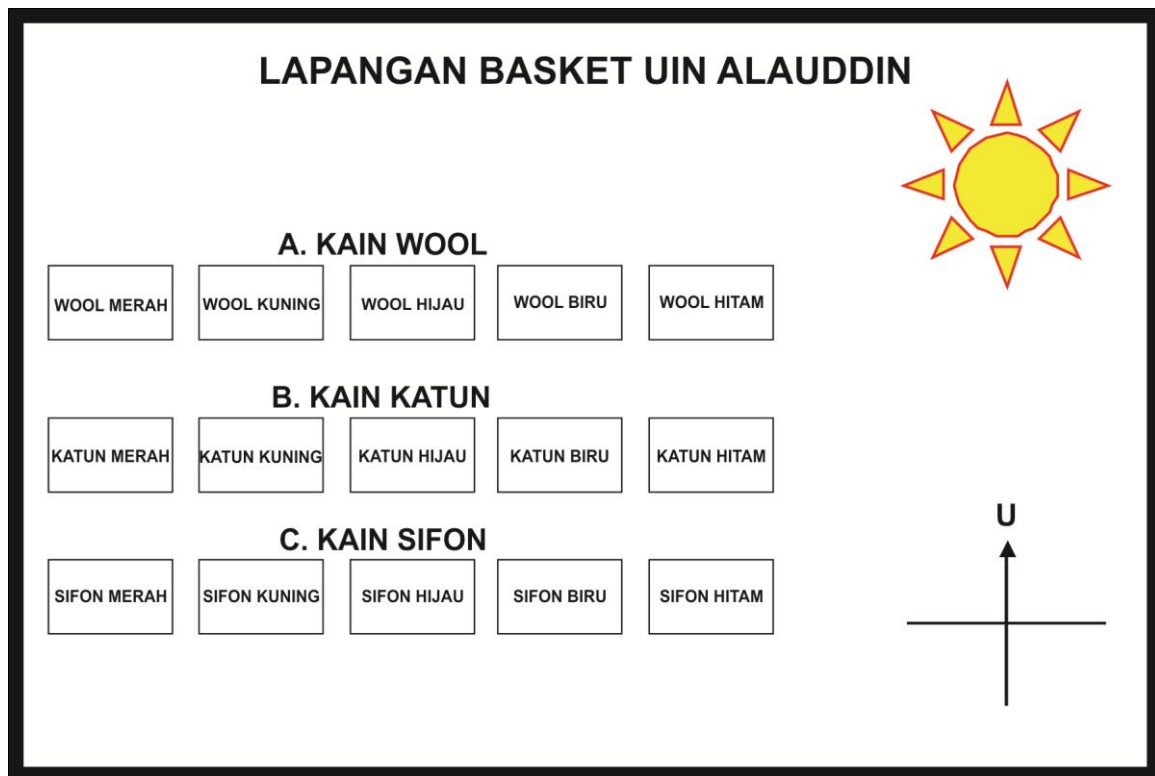 LAPANGAN BASKET UIN ALAUDDIN
A. KAIN WOOL
WOOL MERAH
WOOL KUNING
WOOL HIJAU
WOOL BIRU
WOOL HITAM
B. KAIN KATUN
KATUN MERAH
KATUN KUNING
KATUN HIJAU
KATUN BIRU
KATUN HITAM
C. KAIN SIFON
SIFON MERAH
SIFON KUNING
SIFON HIJAU
SIFON BIRU
SIFON HITAM
U